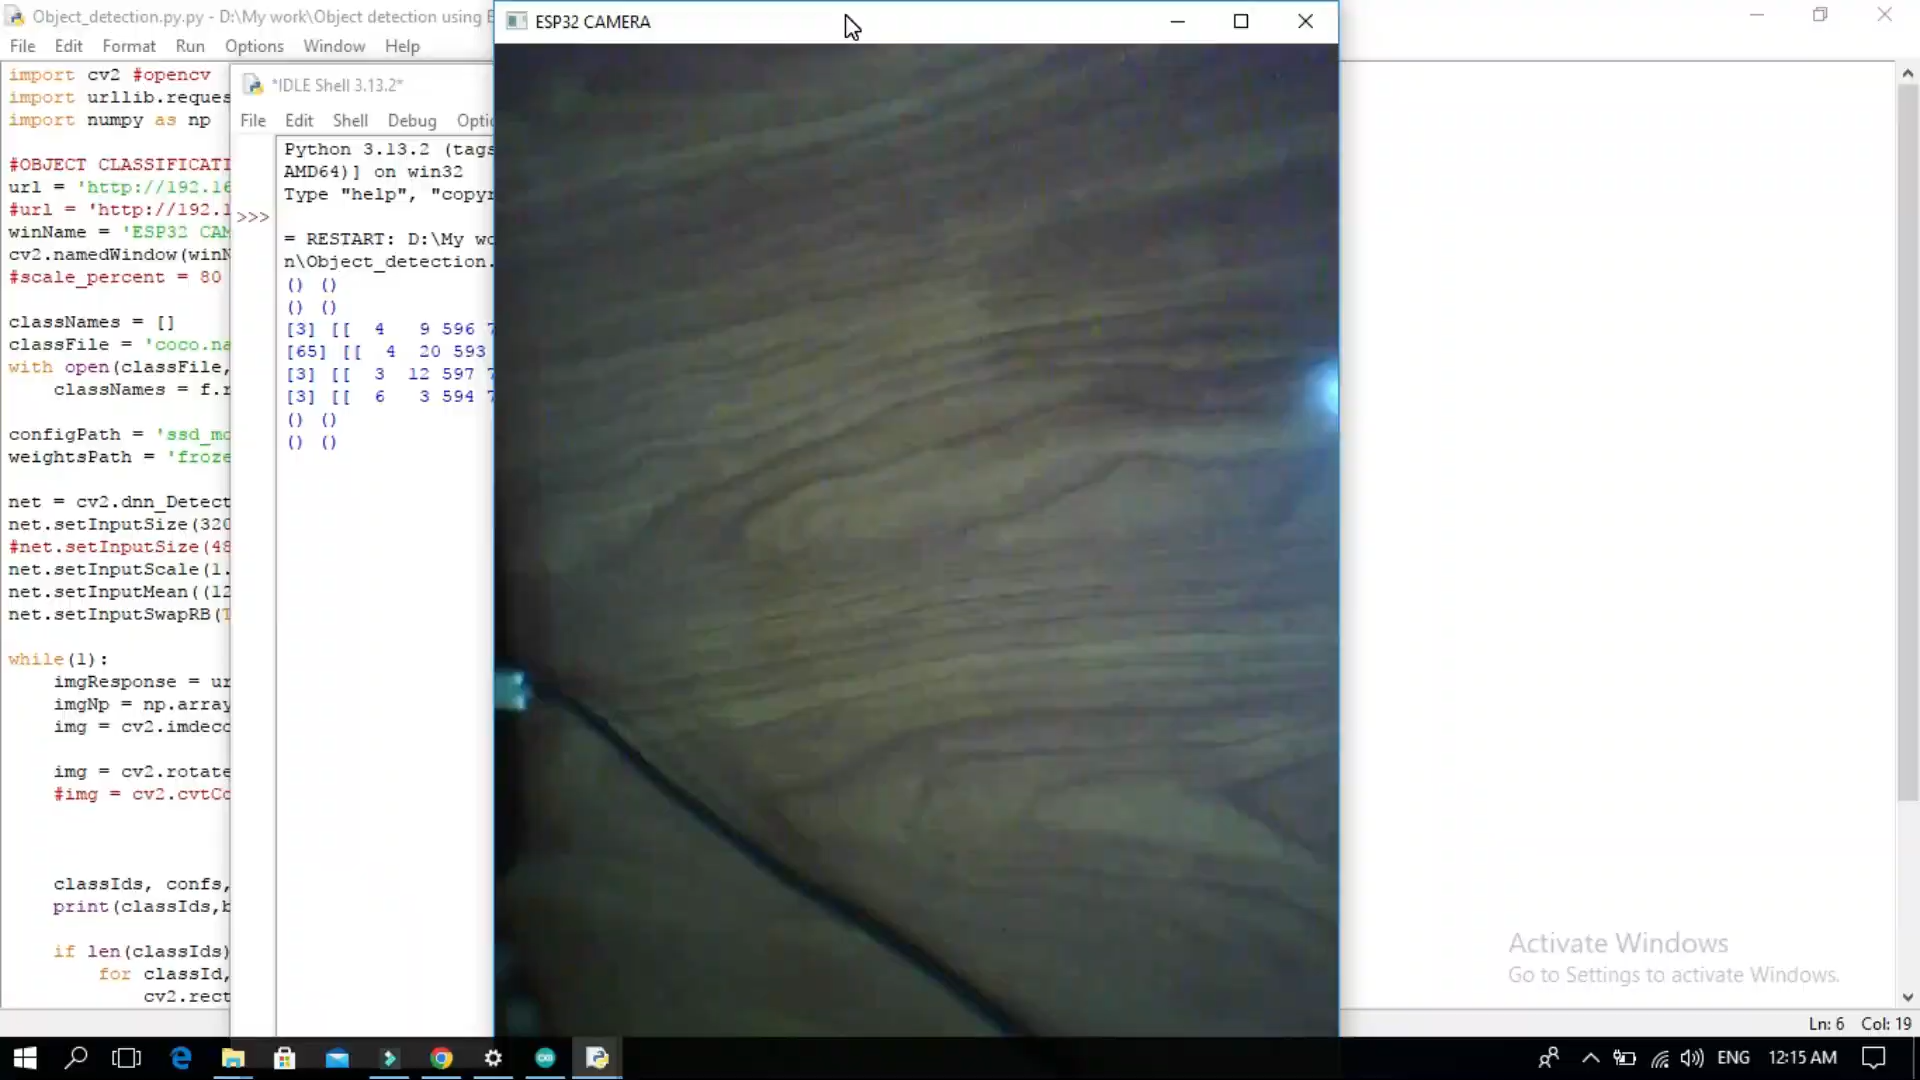 Object_detection.py.py - D:\My work\Object detection using E
File Edit Format Run Options Window Help
import cv2 #opencv
import urllib.reques
import numpy as np
#OBJECT CLASSIFICATI
url = 'http://192.16
#url = 'http://192.1
winName = 'ESP32 CAM
cv2.namedWindow(winN
#scale_percent = 80
classNames = []
classFile = 'coco.na
with open(classFile,
classNames = f.r
configPath = 'ssd_mo
weightsPath = 'froze
net = cv2.dnn_Detect
net.setInputSize(320
#net.setInputSize(48
net.setInputScale(1.
net.setInputMean((12
net.setInputSwapRB(T
while(1):
imgResponse = ur
imgNp = np.array
img = cv2.imdeco
img = cv2.rotate
#img = cv2.cvtCo
classIds, confs,
print(classIds,b
if len(classIds)
for classId,
cv2.rect
*IDLE Shell 3.13.2*
File Edit Shell Debug Optio
Python 3.13.2 (tags
AMD64)] on win32
Type "help", "copyr
>>>
= RESTART: D:\My wo
n\Object_detection.
() ()
() ()
[3] [[ 4 9 596 7
[65] [[ 4 20 593
[3] [[ 3 12 597 7
[3] [[ 6 3 594 7
() ()
() ()
ESP32 CAMERA
Activate Windows
Go to Settings to activate Windows.
Ln: 6 Col: 19
ENG 12:15 AM